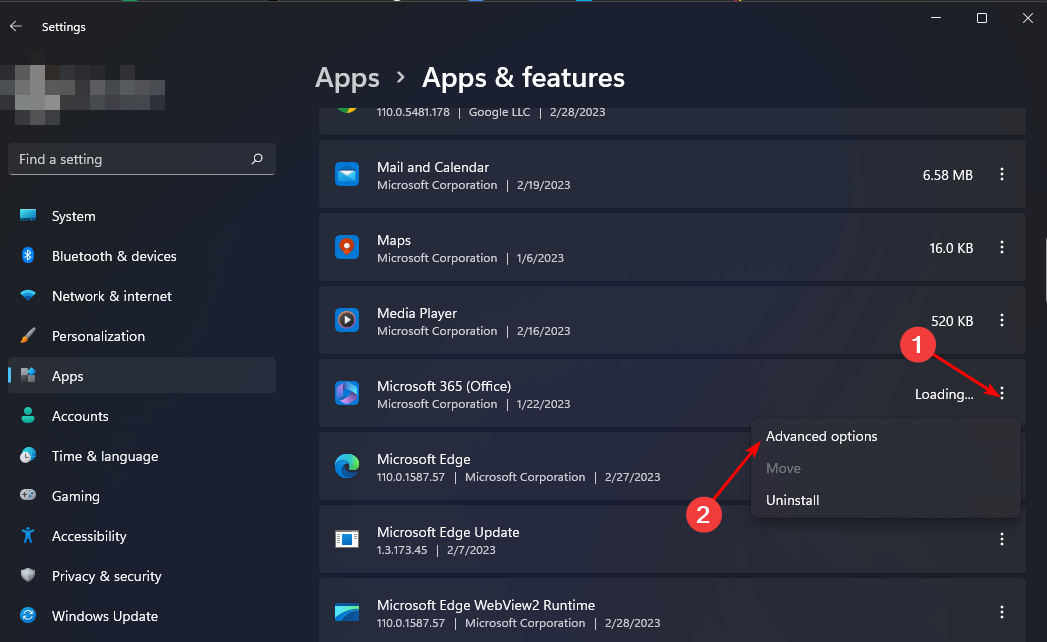 Settings
Find a setting
System
Bluetooth & devices
Network & internet
Personalization
Apps
Accounts
Time & language
Gaming
Accessibility
Privacy & security
Windows Update
Apps > Apps & features
110.0.5481.178 | Google LLC | 2/28/2023
Mail and Calendar
Microsoft Corporation | 2/19/2023
6.58 MB
Maps
Microsoft Corporation | 1/6/2023
16.0 KB
Media Player
Microsoft Corporation | 2/16/2023
520 KB
1
Microsoft 365 (Office)
Microsoft Corporation | 1/22/2023
Loading...
Advanced options
Move
Uninstall
2
Microsoft Edge
110.0.1587.57 | Microsoft Corporation | 2/27/2023
Microsoft Edge Update
1.3.173.45 | 2/7/2023
Microsoft Edge WebView2 Runtime
110.0.1587.57 | Microsoft Corporation | 2/28/2023